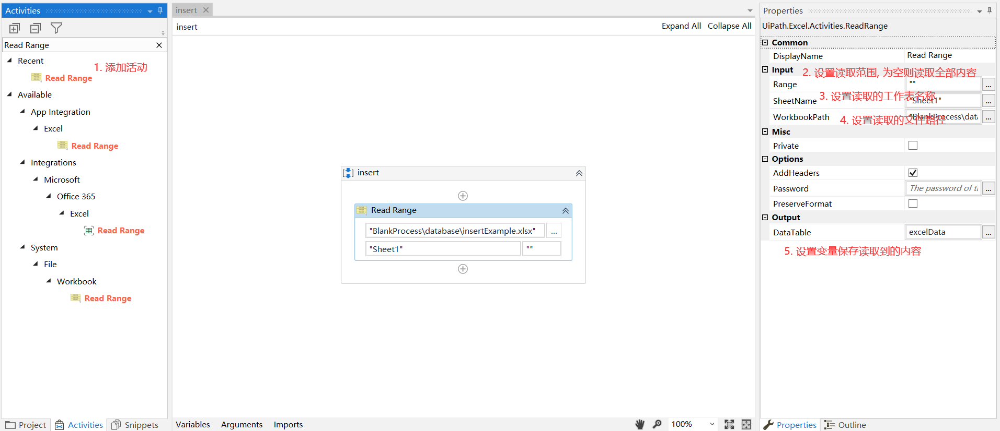 Activities
Read Range
Recent
1. 添加活动
Read Range
Available
App Integration
Excel
Read Range
Integrations
Microsoft
Office 365
Excel
Read Range
System
File
Workbook
Read Range
Project
Activities
Snippets
insert
insert
Expand All Collapse All
insert
Read Range
"BlankProcess\database\insertExample.xlsx"
...
"Sheet1"
""
Variables
Arguments
Imports
100%
Properties
UiPath.Excel.Activities.ReadRange
Common
DisplayName Read Range
Input
2. 设置读取范围, 为空则读取全部内容
Range "" ...
3. 设置读取的工作表名称
SheetName "Sheet1" ...
4. 设置读取的文件路径
WorkbookPath "BlankProcess\data ...
Misc
Private
Options
AddHeaders
Password The password of tl ...
PreserveFormat
Output
DataTable excelData ...
5. 设置变量保存读取到的内容
Properties
Outline